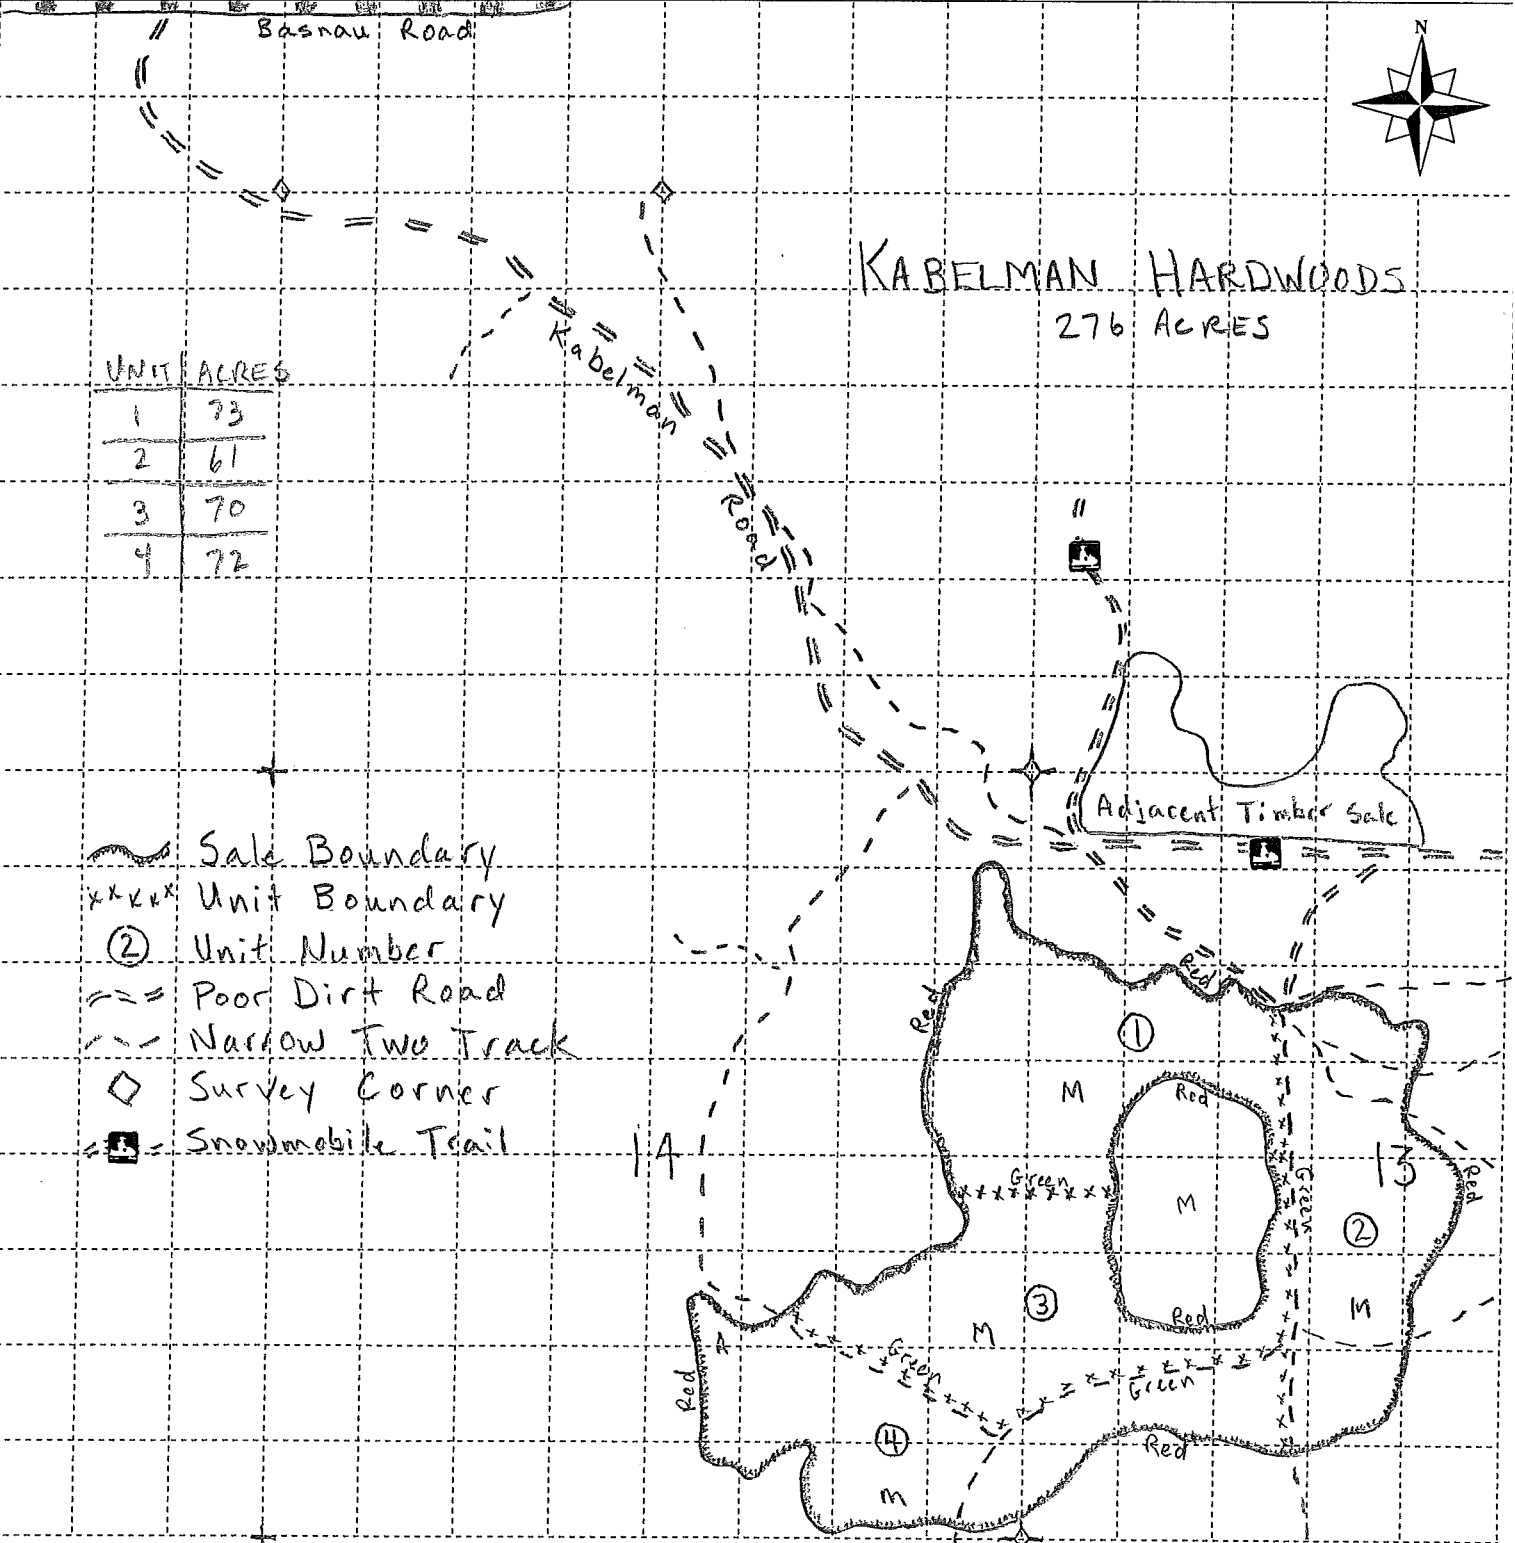 Basnau Road
N
KABELMAN HARDWOODS
276 ACRES
Kabelman Road
UNIT ACRES
1 73
2 61
3 70
4 72
Adjacent Timber Sale
Sale Boundary
xxxxx Unit Boundary
2 Unit Number
Poor Dirt Road
Narrow Two Track
Survey Corner
Snowmobile Trail
Red
Red
1
M
Red
14
13
Green
Red
M
Green
2
3
M
M
Red
A
Green
Green
Red
4
Red
M